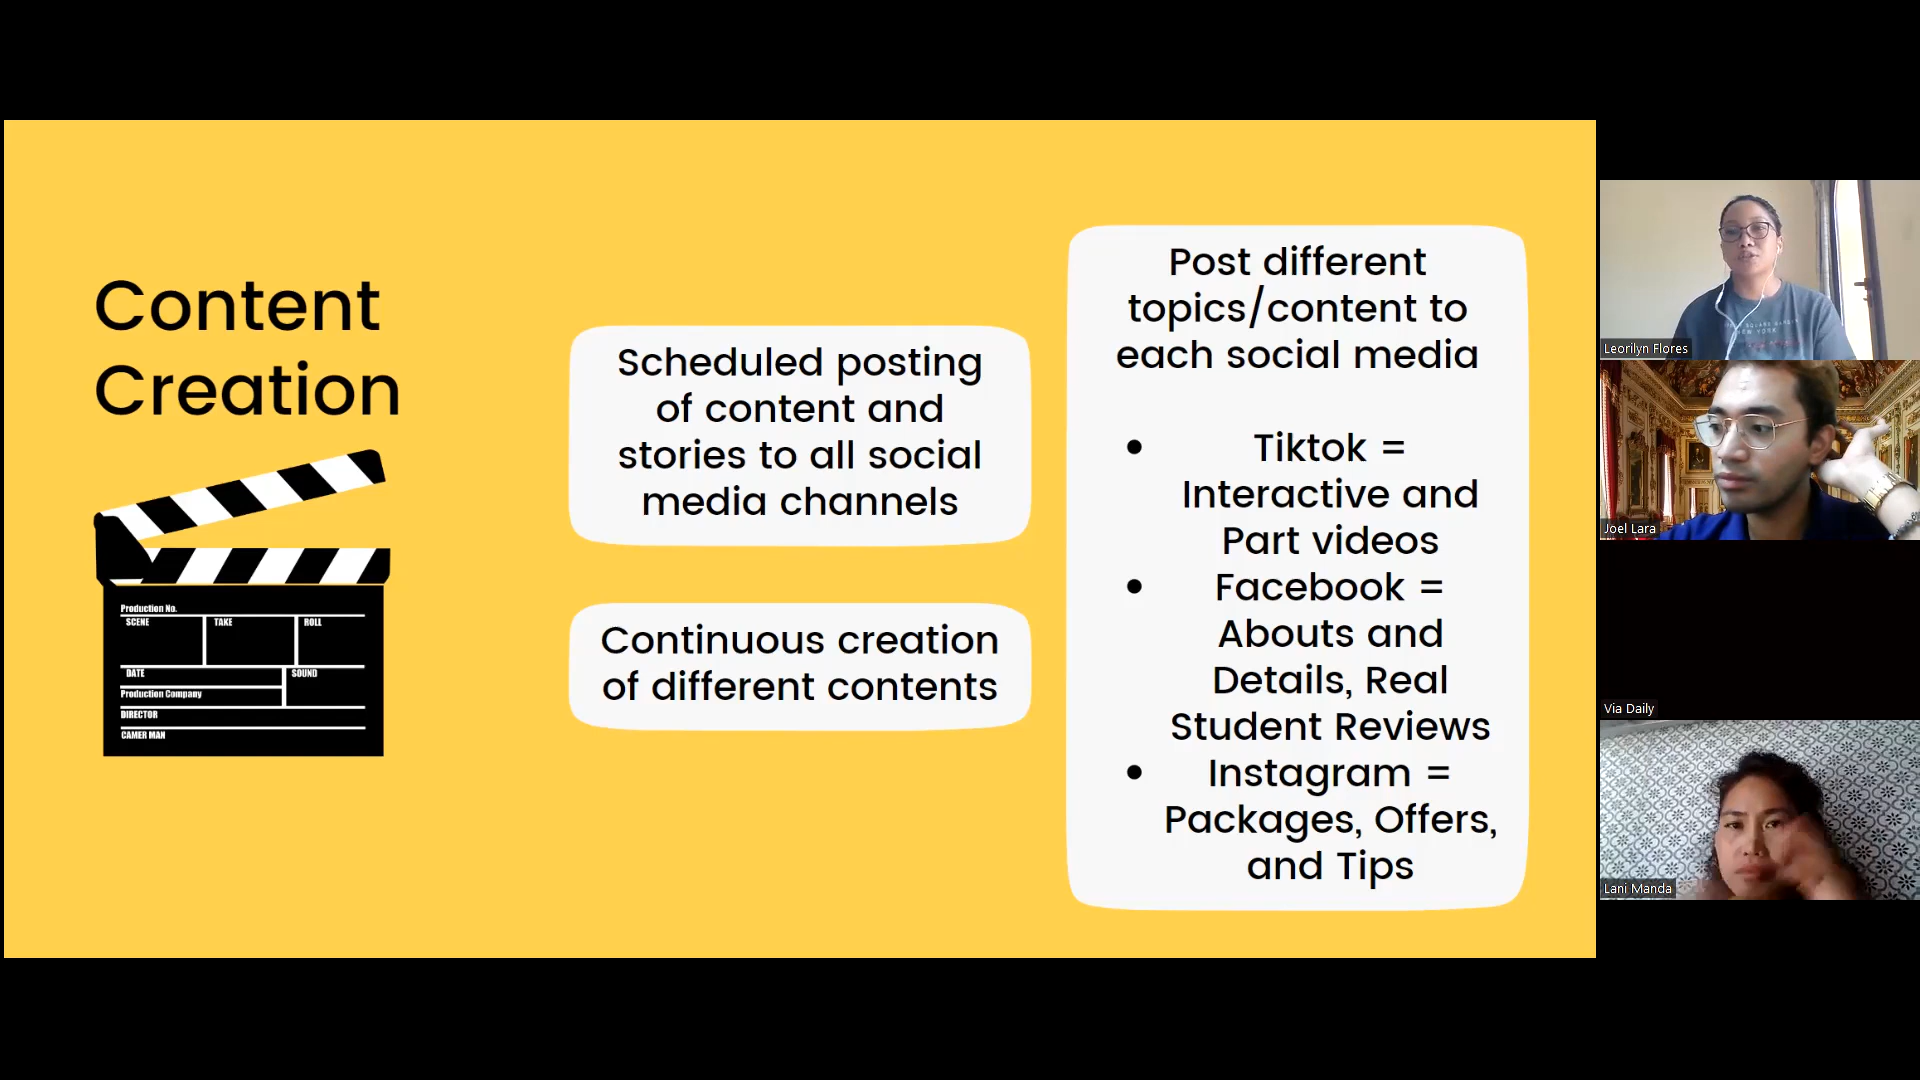 Content
Creation
Production No.
SCENE
TAKE
ROLL
DATE
SOUND
Production Company
DIRECTOR
CAMER MAN
Scheduled posting
of content and
stories to all social
media channels
Continuous creation
of different contents
Post different
topics/content to
each social media
• Tiktok =
Interactive and
Part videos
• Facebook =
Abouts and
Details, Real
Student Reviews
• Instagram =
Packages, Offers,
and Tips
Leorilyn Flores
Joel Lara
Via Daily
Lani Manda